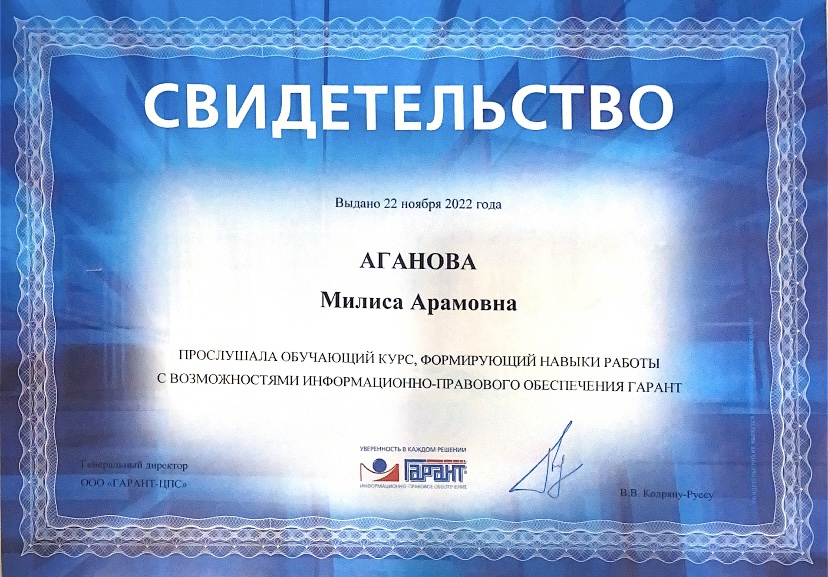 СВИДЕТЕЛЬСТВО
Выдано 22 ноября 2022 года
АГАНОВА
Милиса Арамовна
ПРОСЛУШАЛА ОБУЧАЮЩИЙ КУРС, ФОРМИРУЮЩИЙ НАВЫКИ РАБОТЫ
С ВОЗМОЖНОСТЯМИ ИНФОРМАЦИОННО-ПРАВОВОГО ОБЕСПЕЧЕНИЯ ГАРАНТ
Генеральный директор
ООО «ГАРАНТ-ЦПС»
УВЕРЕННОСТЬ В КАЖДОМ РЕШЕНИИ
ГАРАНТ®
ИНФОРМАЦИОННО-ПРАВОВОЕ ОБЕСПЕЧЕНИЕ
В.В. Кодряну-Руссу